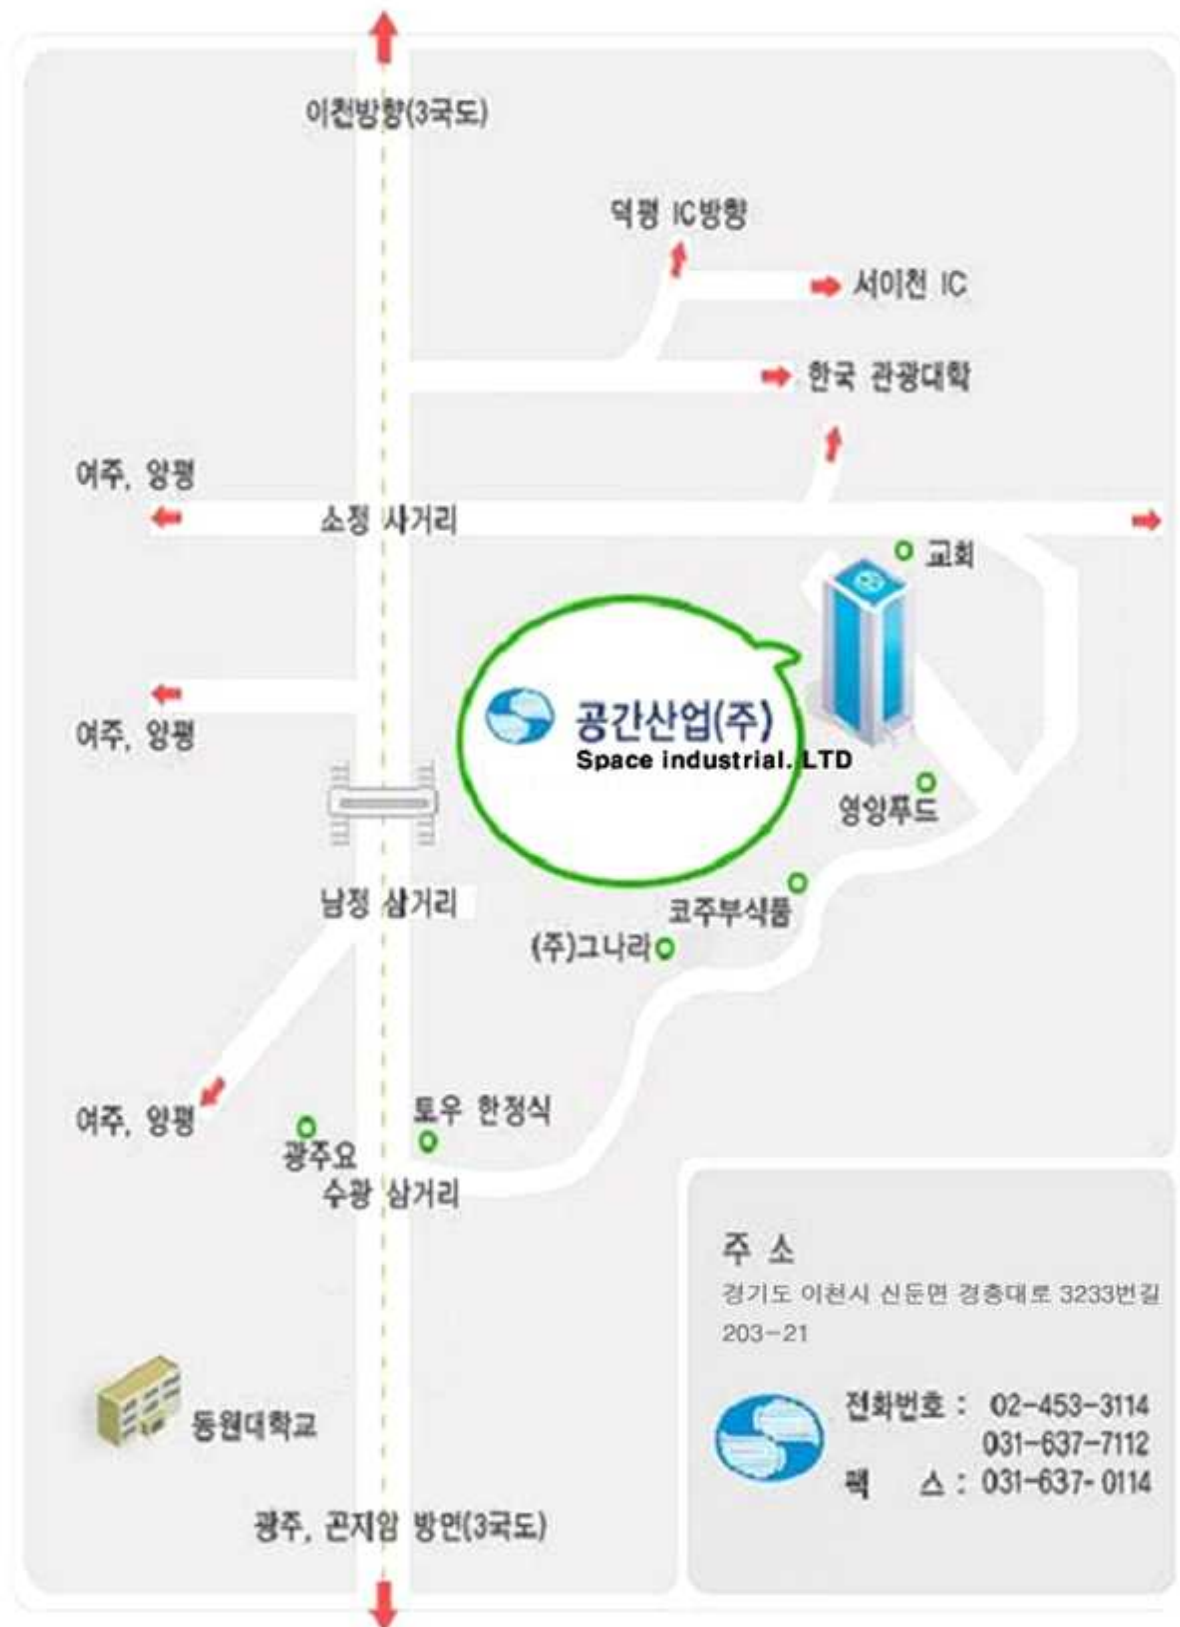 이천방향(3국도)
덕평 IC방향
서이천 IC
한국 관광대학
여주, 양평
소정 사거리
교회
공간산업(주)
Space industrial. LTD
여주, 양평
영양푸드
남정 삼거리
코주부식품
(주)그나라
여주, 양평
토우 한정식
광주요
수광 삼거리
주 소
경기도 이천시 신둔면 경충대로 3233번길
203-21
동원대학교
전화번호 : 02-453-3114
031-637-7112
팩 스 : 031-637-0114
광주, 곤지암 방면(3국도)